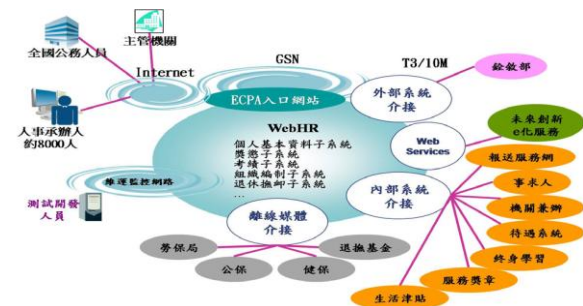 主管機關
全國公務人員
Internet
GSN
T3/10M
銓敘部
ECPA入口網站
外部系統
介接
人事承辦人
約8000人
WebHR
個人基本資料子系統
獎懲子系統
考績子系統
組織編制子系統
退休撫卹子系統
...
Web
Services
未來創新
e化服務
報送服務網
內部系統
介接
事求人
機關兼辦
待遇系統
終身學習
服務獎章
生活津貼
維運監控網路
測試開發
人員
離線媒體
介接
勞保局
公保
健保
退撫基金